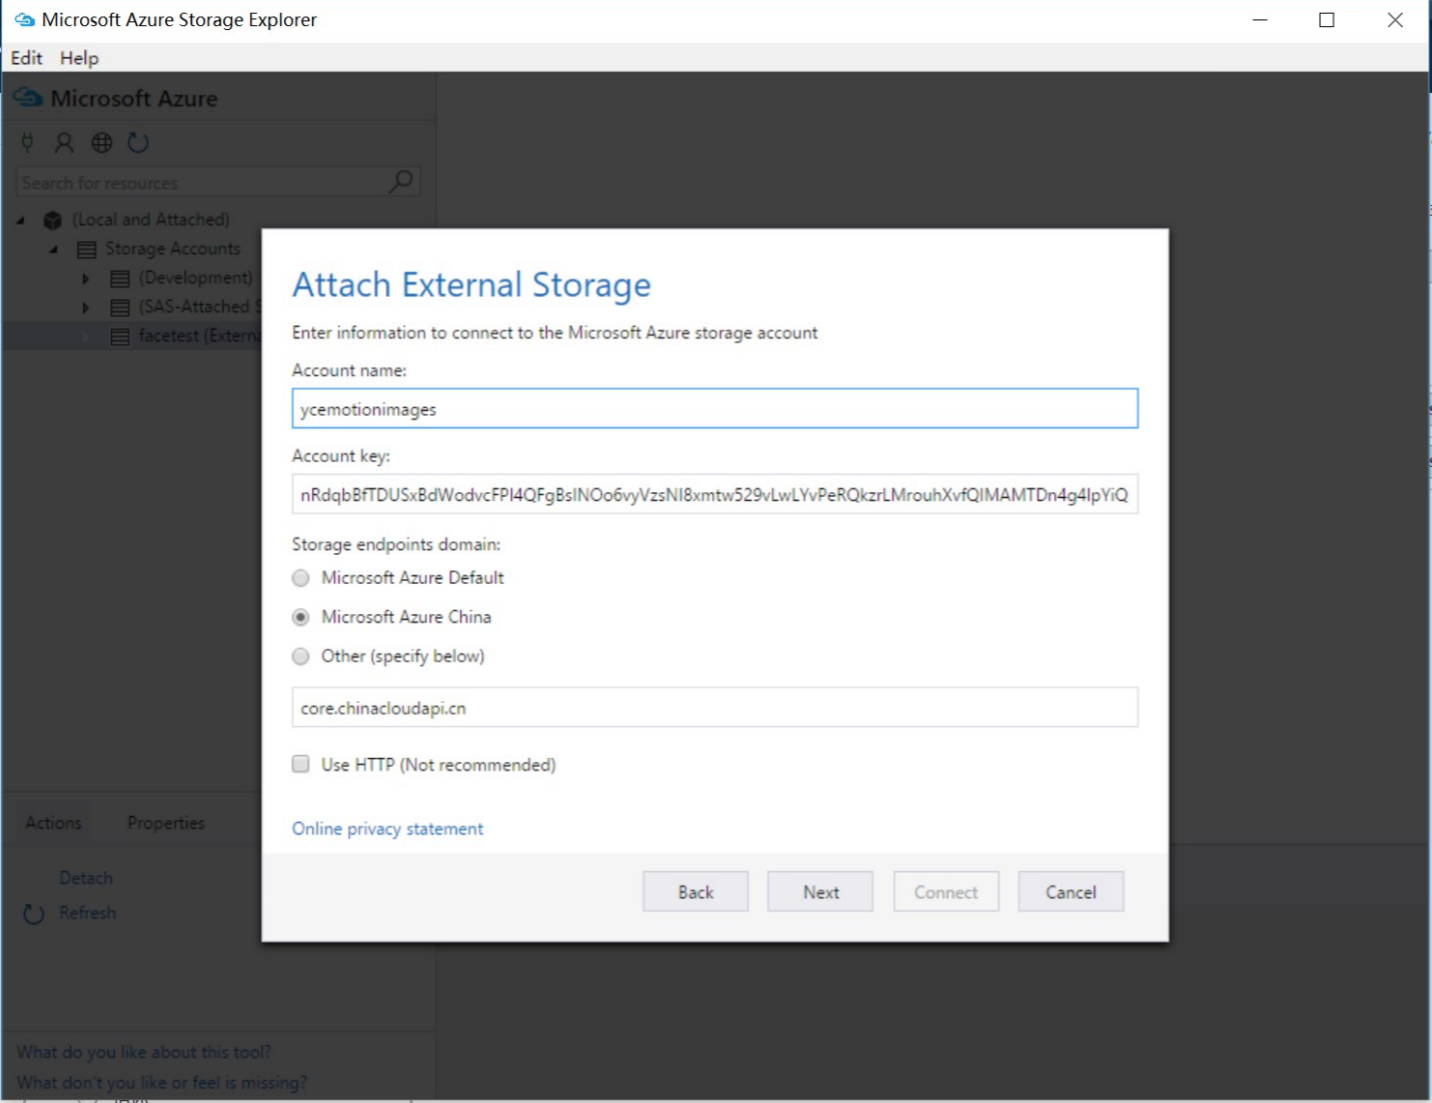 Microsoft Azure Storage Explorer
Edit Help
Microsoft Azure
Search for resources
(Local and Attached)
Storage Accounts
(Development)
(SAS-Attached
facetest (Externa
Attach External Storage
Enter information to connect to the Microsoft Azure storage account
Account name:
ycemotionimages
Account key:
nRdqbBfTDUSxBdWodvcFPI4QFgBsINOo6vyVzsNI8xmtw529vLwLYvPeRQkzrLMrouhXvfQIMAMTDn4g4IpYiQ
Storage endpoints domain:
Microsoft Azure Default
Microsoft Azure China
Other (specify below)
core.chinacloudapi.cn
Use HTTP (Not recommended)
Online privacy statement
Back Next Connect Cancel
Actions Properties
Detach
Refresh
What do you like about this tool?
What don't you like or feel is missing?